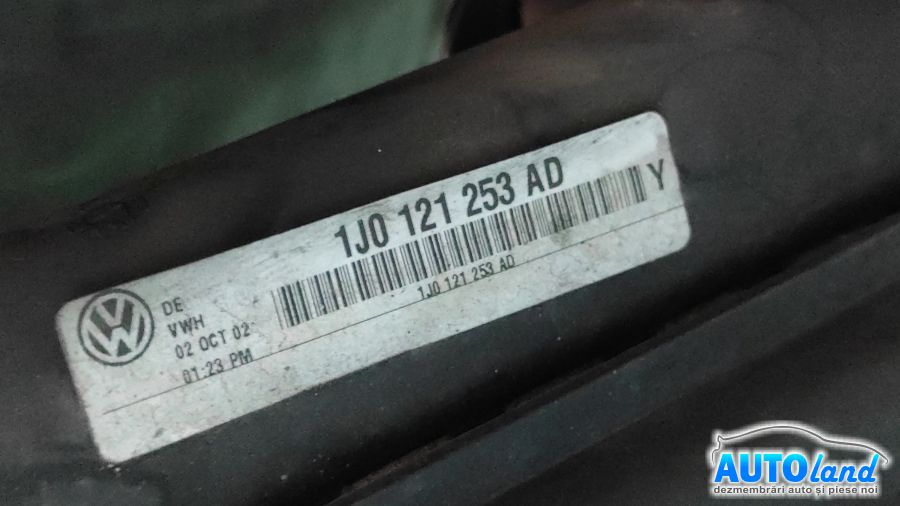 1J0 121 253 AD
Y
1J0 121 253 AD
DE
VWH
02 OCT 02
01:23 PM
AUTOland
dezmembrări auto și piese noi